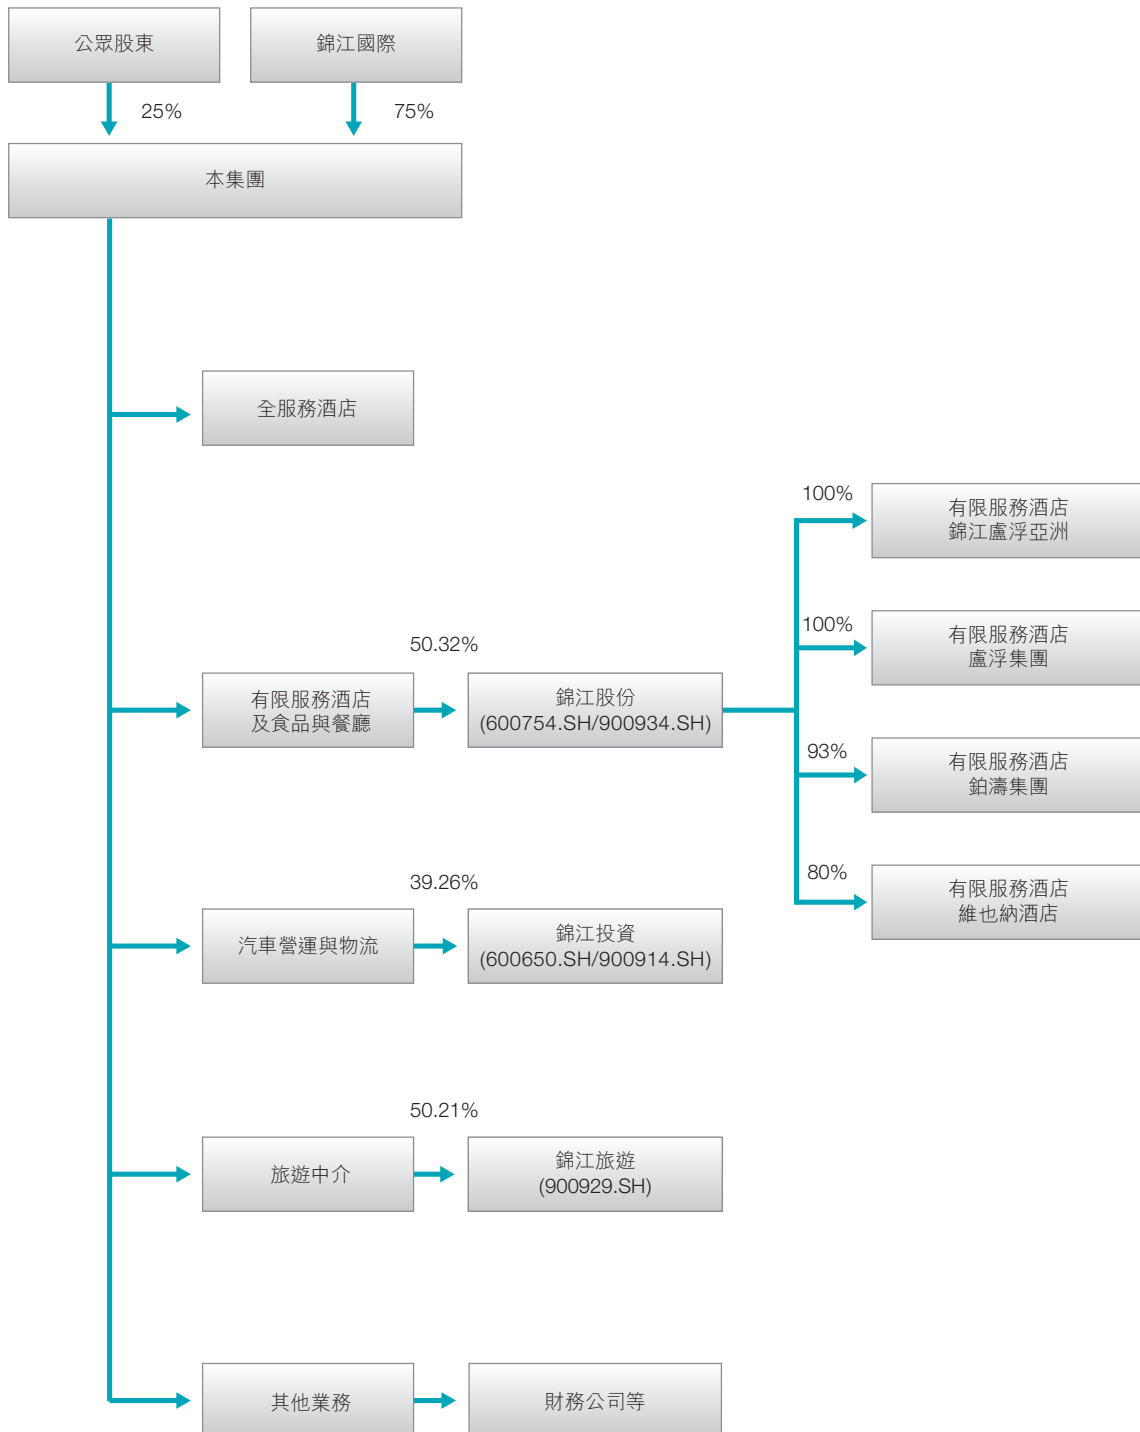 公眾股東
錦江國際
25%
75%
本集團
全服務酒店
100%
有限服務酒店
錦江盧浮亞洲
100%
有限服務酒店
盧浮集團
50.32%
有限服務酒店
及食品與餐廳
錦江股份
(600754.SH/900934.SH)
93%
有限服務酒店
鉑濤集團
80%
有限服務酒店
維也納酒店
39.26%
汽車營運與物流
錦江投資
(600650.SH/900914.SH)
50.21%
旅遊中介
錦江旅遊
(900929.SH)
其他業務
財務公司等